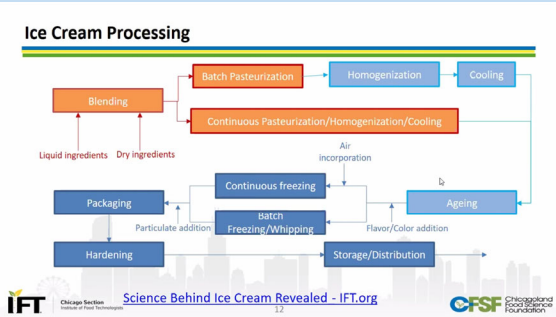 Ice Cream Processing
Batch Pasteurization
Homogenization
Cooling
Blending
Continuous Pasteurization/Homogenization/Cooling
Liquid ingredients
Dry ingredients
Air
incorporation
Continuous freezing
Packaging
Ageing
Particulate addition
Batch
Freezing/Whipping
Flavor/Color addition
Hardening
Storage/Distribution
IFT
Chicago Section
Institute of Food Technologists
Science Behind Ice Cream Revealed - IFT.org
12
CFSF
Chicagoland
Food Science
Foundation